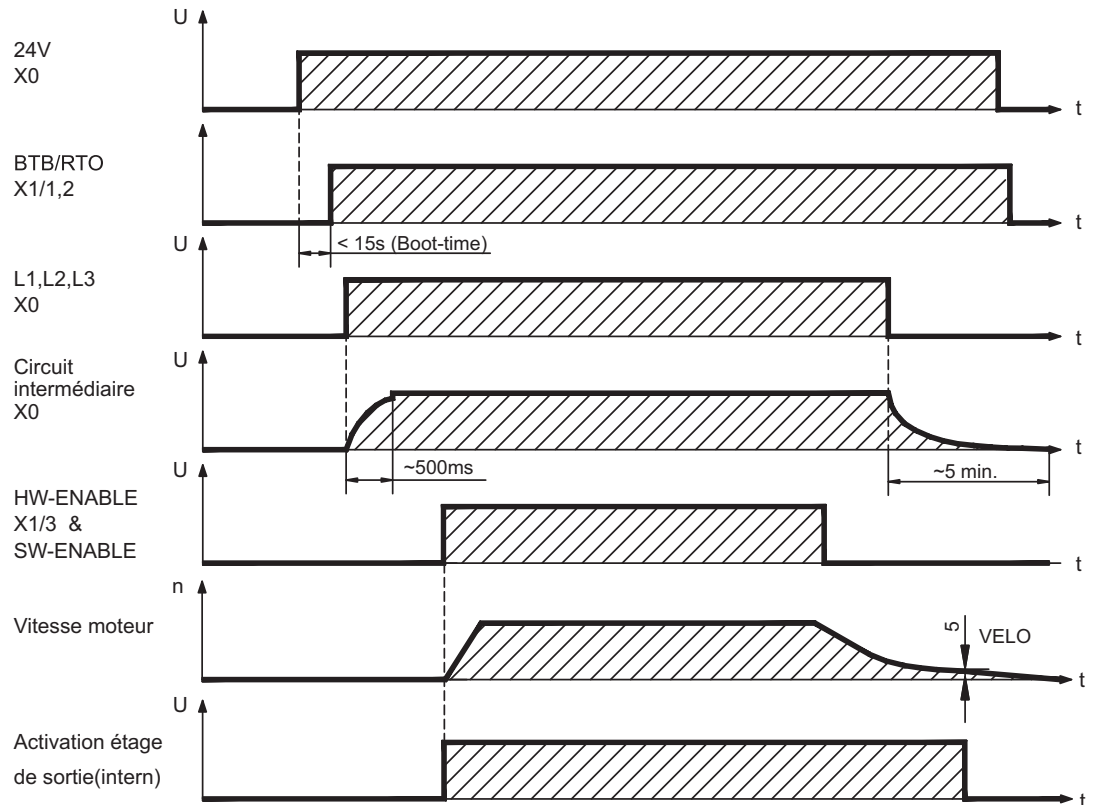 U
24V
X0
t
BTB/RTO
X1/1,2
t
< 15s (Boot-time)
U
L1,L2,L3
X0
t
U
Circuit
intermédiaire
X0
t
~500ms
~5 min.
U
HW-ENABLE
X1/3 &
SW-ENABLE
t
n
Vitesse moteur
5
VELO
t
U
Activation étage
de sortie(intern)
t